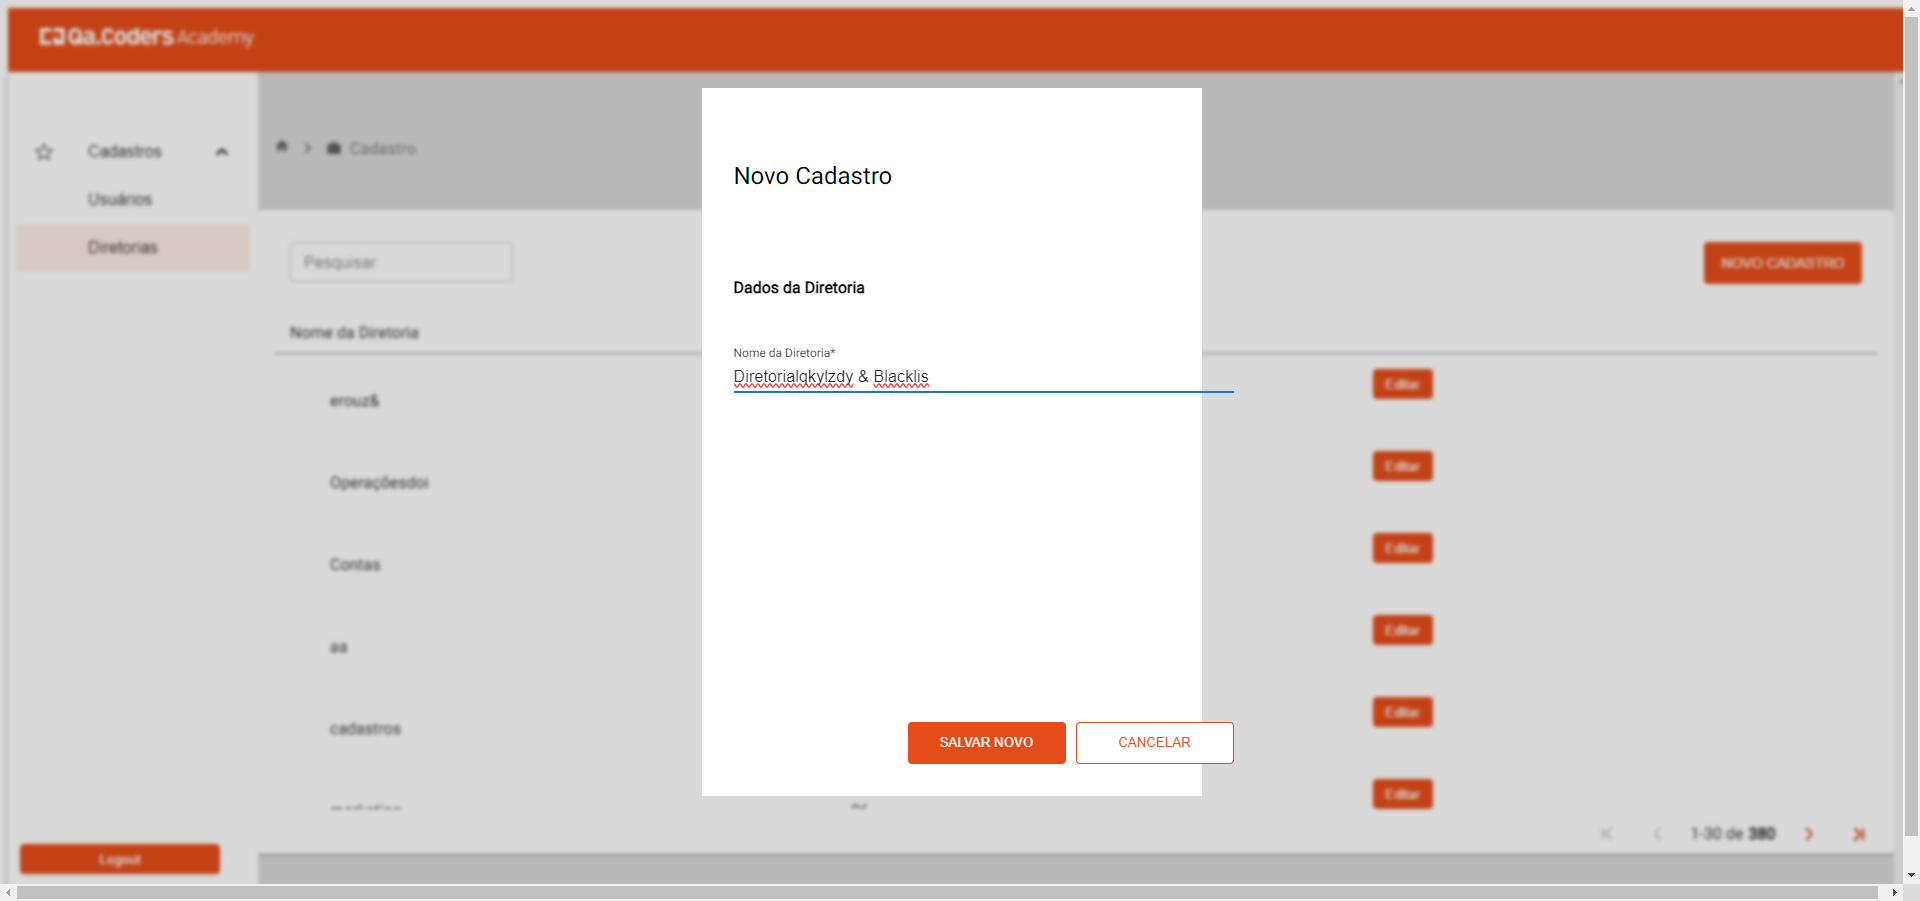 Qa.Coders Academy
Cadastros
Usuários
Diretorias
Cadastro
Pesquisar
NOVO CADASTRO
Nome da Diretoria
erouz&
Editar
Operaçõesdoi
Editar
Contas
Editar
aa
Editar
cadastros
Editar
Editar
1-30 de 380
Logout
Novo Cadastro
Dados da Diretoria
Nome da Diretoria*
Diretorialqkylzdy & Blacklis
SALVAR NOVO
CANCELAR